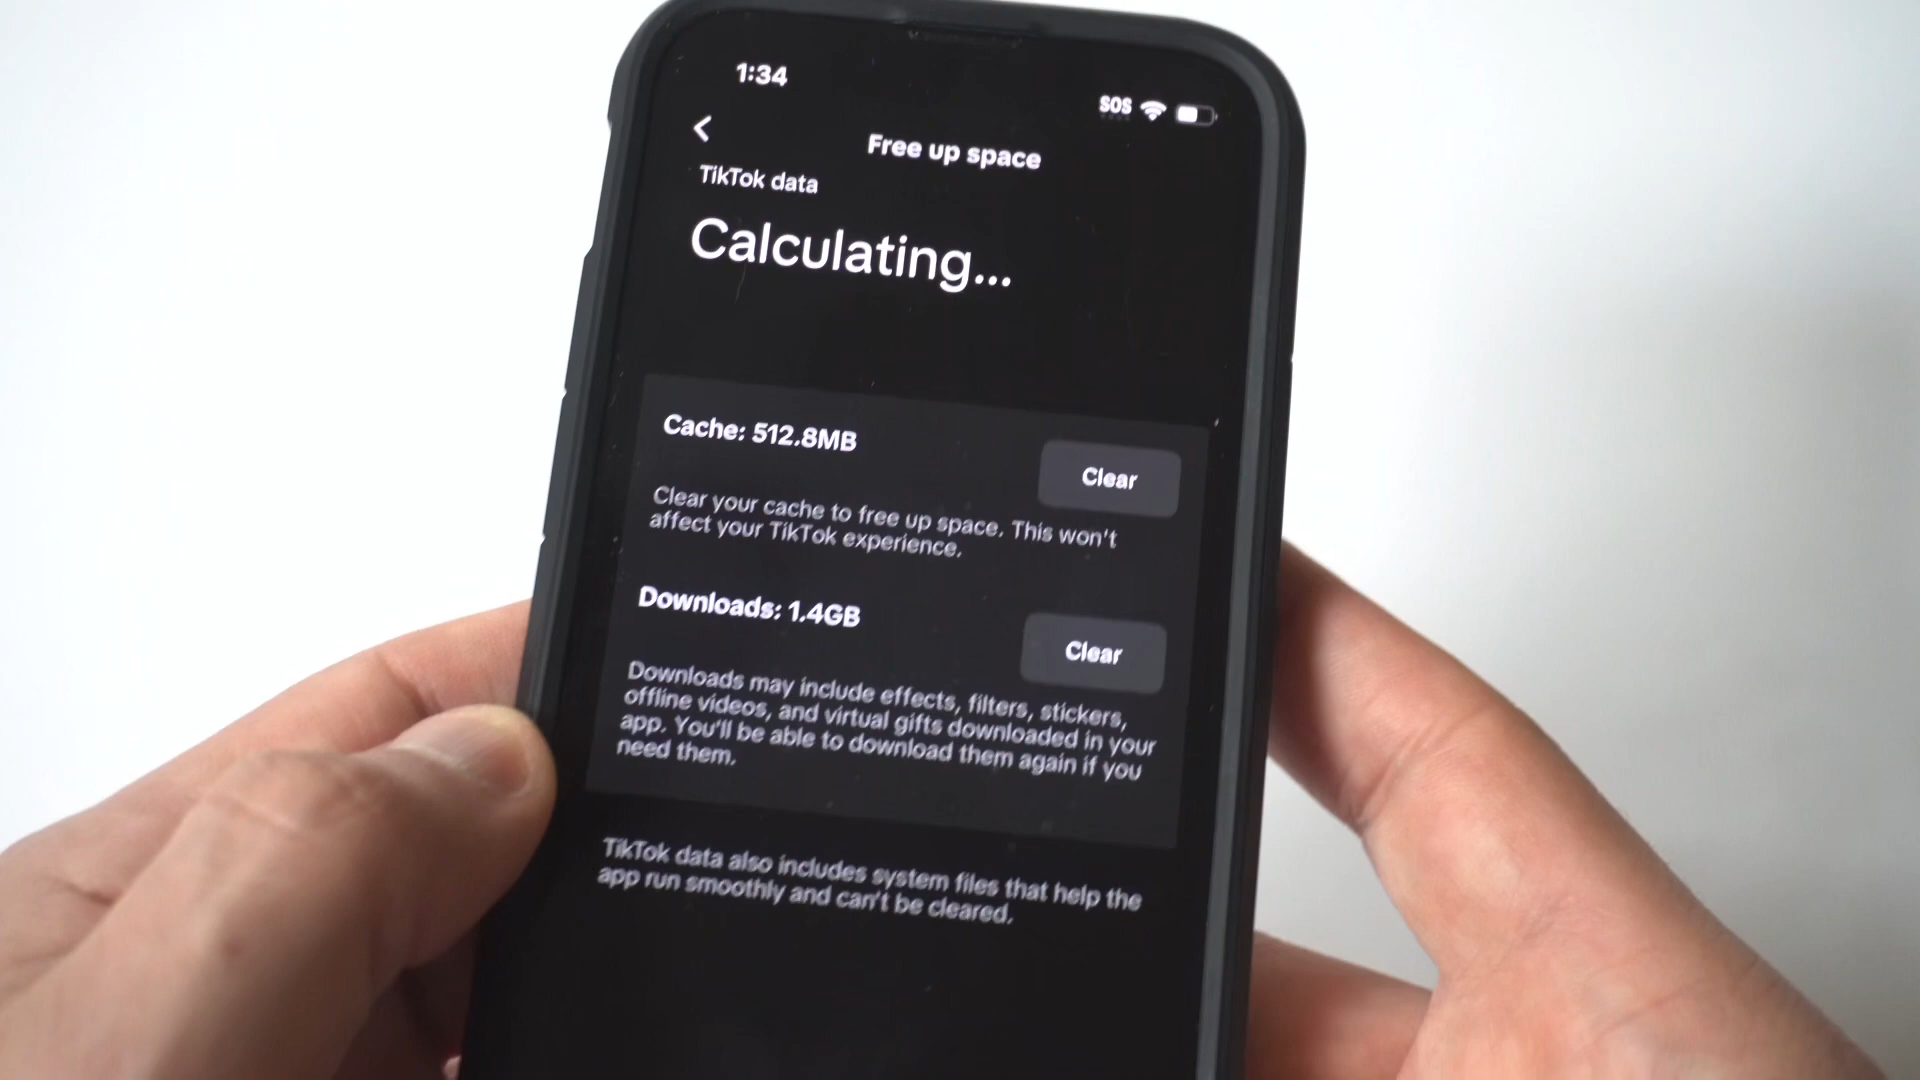 1:34
SOS
Free up space
TikTok data
Calculating...
Cache: 512.8MB
Clear
Clear your cache to free up space. This won't
affect your TikTok experience.
Downloads: 1.4GB
Clear
Downloads may include effects, filters, stickers,
offline videos, and virtual gifts downloaded in your
app. You'll be able to download them again if you
need them.
TikTok data also includes system files that help the
app run smoothly and can't be cleared.